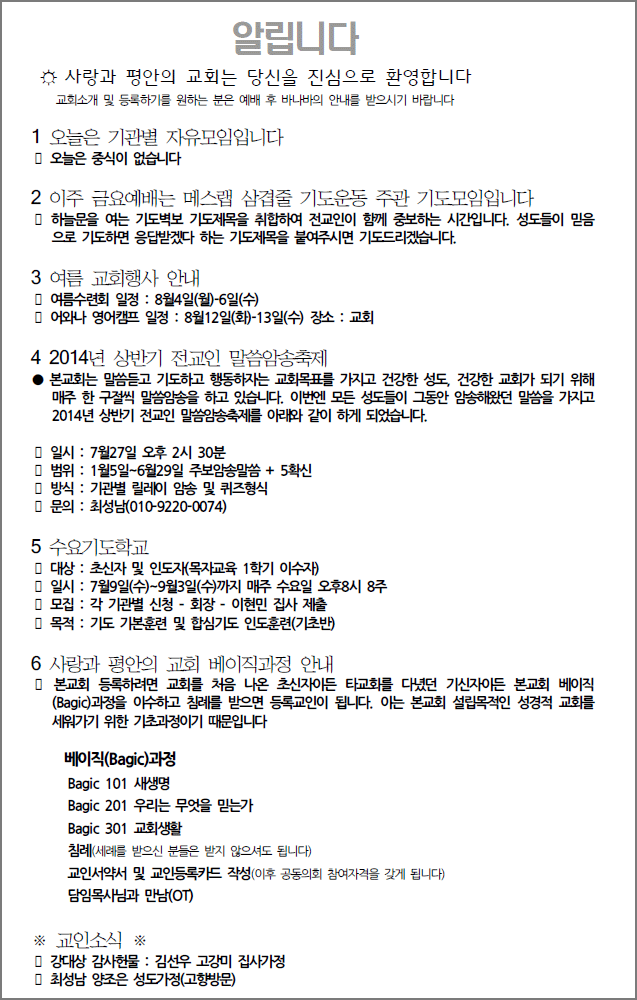 알립니다
☼ 사랑과 평안의 교회는 당신을 진심으로 환영합니다
교회소개 및 등록하기를 원하는 분은 예배 후 바나바의 안내를 받으시기 바랍니다
1 오늘은 기관별 자유모임입니다
▯ 오늘은 중식이 없습니다
2 이주 금요예배는 메스랩 삼겹줄 기도운동 주관 기도모임입니다
▯ 하늘문을 여는 기도벽보 기도제목을 취합하여 전교인이 함께 중보하는 시간입니다. 성도들이 믿음
으로 기도하면 응답받겠다 하는 기도제목을 붙여주시면 기도드리겠습니다.
3 여름 교회행사 안내
▯ 여름수련회 일정 : 8월4일(월)-6일(수)
▯ 어와나 영어캠프 일정 : 8월12일(화)-13일(수) 장소 : 교회
4 2014년 상반기 전교인 말씀암송축제
● 본교회는 말씀듣고 기도하고 행동하자는 교회목표를 가지고 건강한 성도, 건강한 교회가 되기 위해
매주 한 구절씩 말씀암송을 하고 있습니다. 이번엔 모든 성도들이 그동안 암송해왔던 말씀을 가지고
2014년 상반기 전교인 말씀암송축제를 아래와 같이 하게 되었습니다.
▯ 일시 : 7월27일 오후 2시 30분
▯ 범위 : 1월5일~6월29일 주보암송말씀 + 5확신
▯ 방식 : 기관별 릴레이 암송 및 퀴즈형식
▯ 문의 : 최성남(010-9220-0074)
5 수요기도학교
▯ 대상 : 초신자 및 인도자(목자교육 1학기 이수자)
▯ 일시 : 7월9일(수)~9월3일(수)까지 매주 수요일 오후8시 8주
▯ 모집 : 각 기관별 신청 - 회장 - 이현민 집사 제출
▯ 목적 : 기도 기본훈련 및 합심기도 인도훈련(기초반)
6 사랑과 평안의 교회 베이직과정 안내
▯ 본교회 등록하려면 교회를 처음 나온 초신자이든 타교회를 다녔던 기신자이든 본교회 베이직
(Bagic)과정을 이수하고 침례를 받으면 등록교인이 됩니다. 이는 본교회 설립목적인 성경적 교회를
세워가기 위한 기초과정이기 때문입니다
베이직(Bagic)과정
Bagic 101 새생명
Bagic 201 우리는 무엇을 믿는가
Bagic 301 교회생활
침례(세례를 받으신 분들은 받지 않으셔도 됩니다)
교인서약서 및 교인등록카드 작성(이후 공동의회 참여자격을 갖게 됩니다)
담임목사님과 만남(OT)
※ 교인소식 ※
▯ 강대상 감사헌물 : 김선우 고강미 집사가정
▯ 최성남 양조은 성도가정(고향방문)